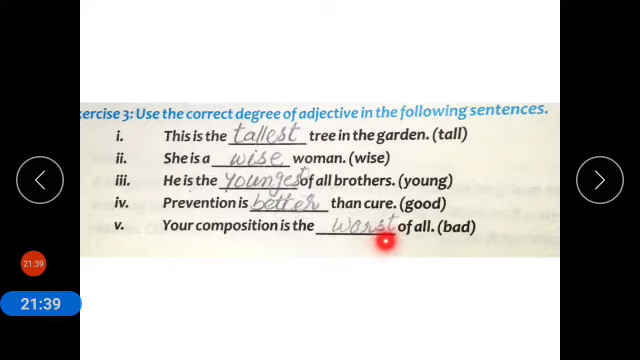 ercise 3: Use the correct degree of adjective in the following sentences.
i. This is the tallest tree in the garden. (tall)
ii. She is a wise woman. (wise)
iii. He is the youngest of all brothers. (young)
iv. Prevention is better than cure. (good)
v. Your composition is the worst of all. (bad)
21:39
21:39